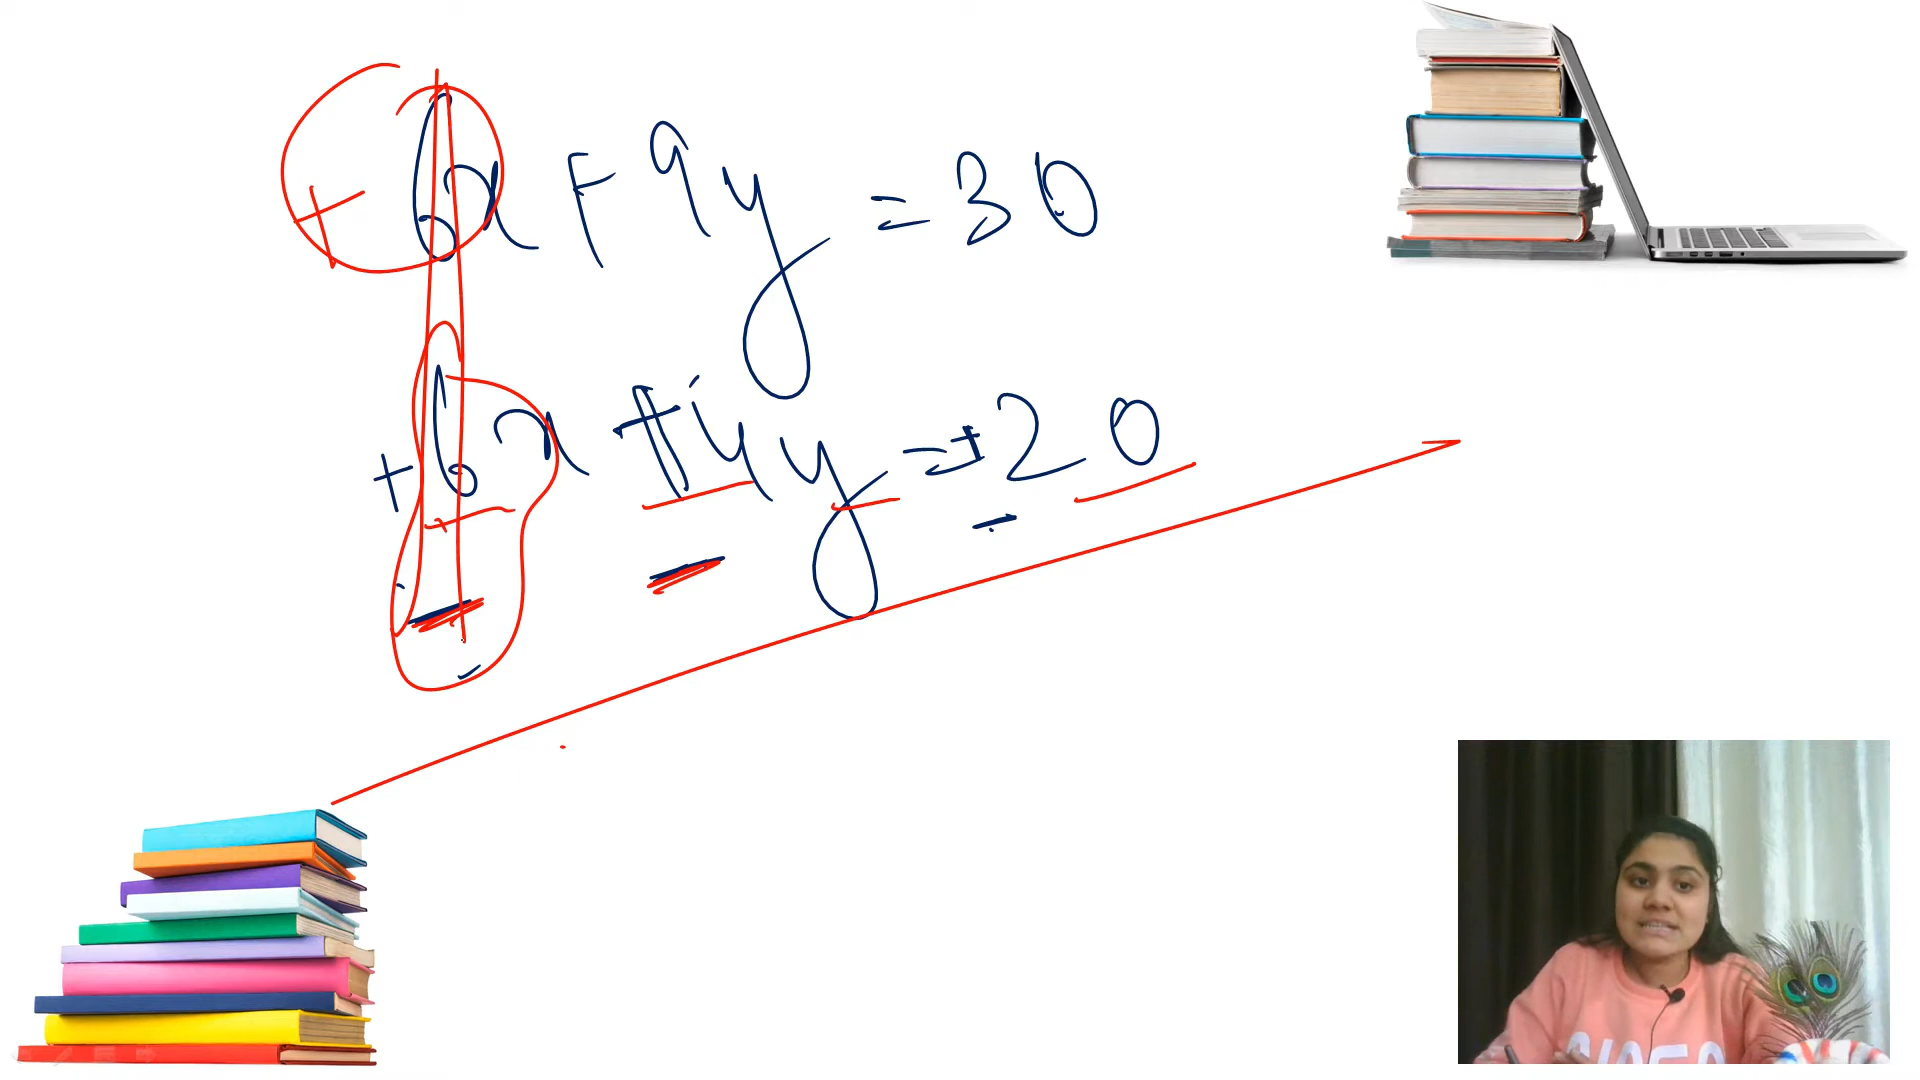 + 6x + 9y = 30
+ 6x + 4y = + 20
- - -